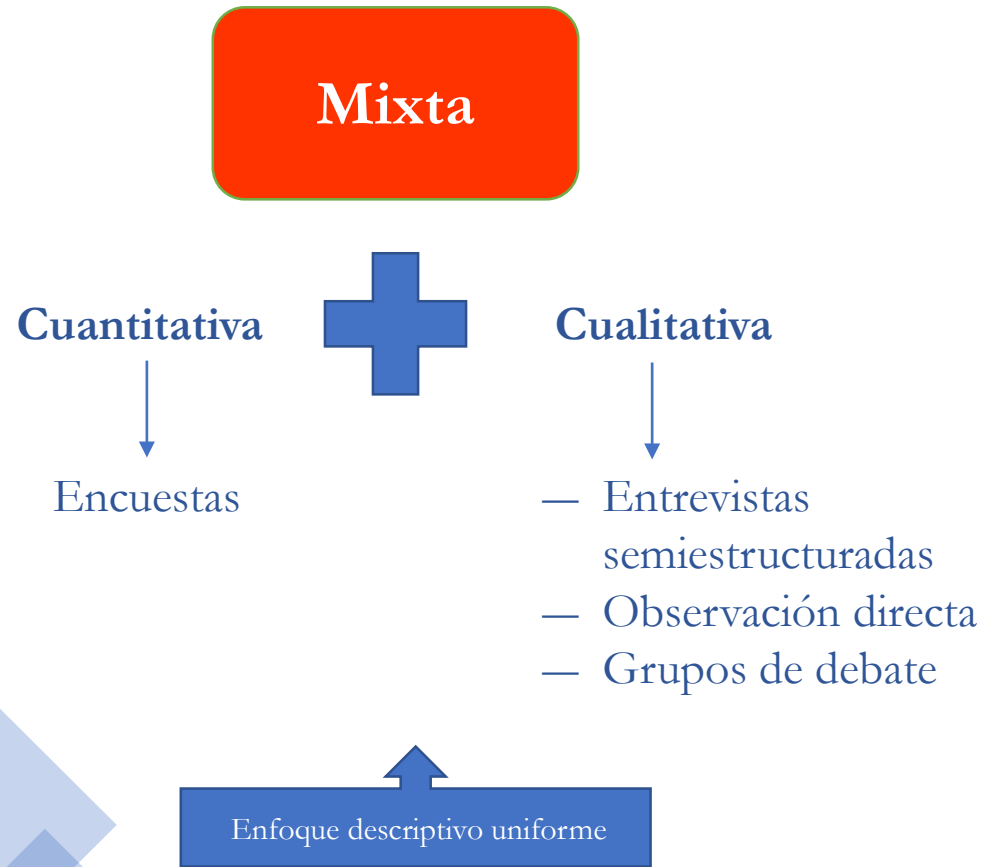 Mixta
Cuantitativa
Encuestas
Cualitativa
— Entrevistas
semiestructuradas
— Observación directa
— Grupos de debate
Enfoque descriptivo uniforme